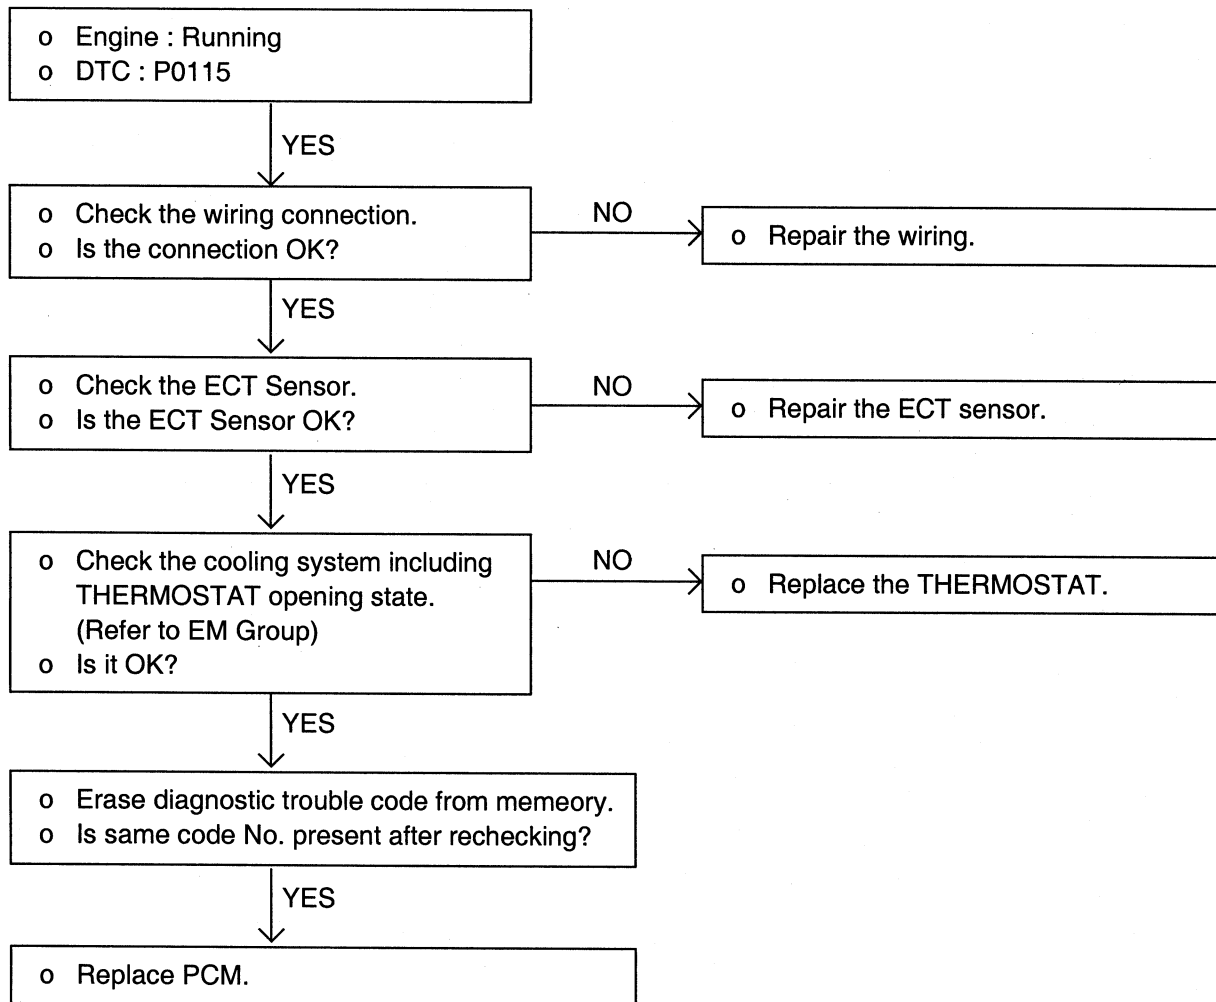 o Engine : Running
o DTC : P0115
YES
o Check the wiring connection.
o Is the connection OK?
NO
o Repair the wiring.
YES
o Check the ECT Sensor.
o Is the ECT Sensor OK?
NO
o Repair the ECT sensor.
YES
o Check the cooling system including
THERMOSTAT opening state.
(Refer to EM Group)
o Is it OK?
NO
o Replace the THERMOSTAT.
YES
o Erase diagnostic trouble code from memeory.
o Is same code No. present after rechecking?
YES
o Replace PCM.